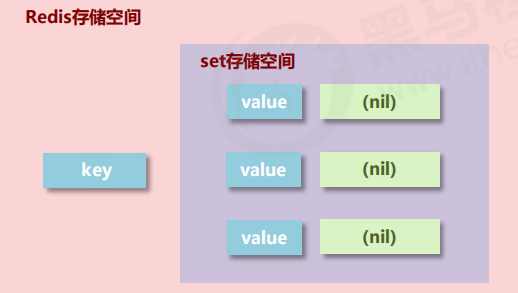 Redis存储空间
set存储空间
value
(nil)
key
value
(nil)
value
(nil)